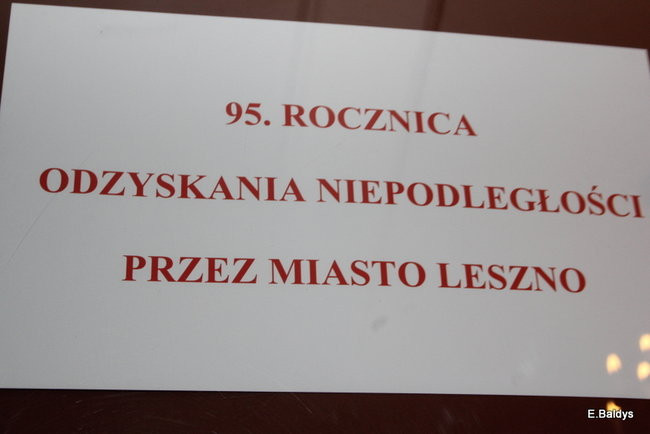 95. ROCZNICA
ODZYSKANIA NIEPODLEGŁOŚCI
PRZEZ MIASTO LESZNO
E.Baldys